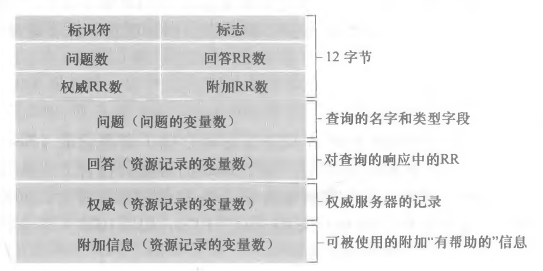 标识符 标志
问题数 回答RR数 12字节
权威RR数 附加RR数
问题（问题的变量数） 查询的名字和类型字段
回答（资源记录的变量数） 对查询的响应中的RR
权威（资源记录的变量数） 权威服务器的记录
附加信息（资源记录的变量数） 可被使用的附加“有帮助的”信息